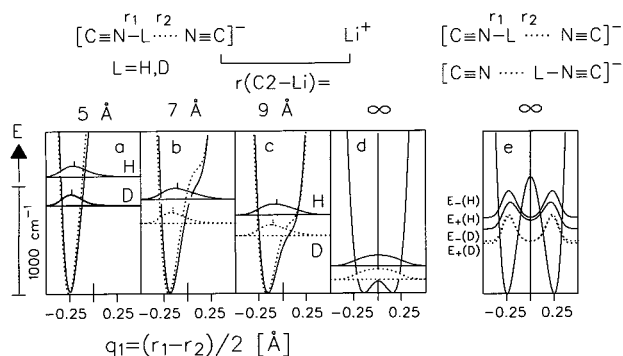 r₁ r₂
[C≡N–L ····· N≡C]⁻
L=H,D
Li⁺
r(C2–Li)=
r₁ r₂
[C≡N–L ···· N≡C]⁻
[C≡N ····· L–N≡C]⁻
5 Å 7 Å 9 Å ∞ ∞
E
1000 cm⁻¹
a b c d e
H
D
H
D
E₋(H)
E₊(H)
E₋(D)
E₊(D)
-0.25 0.25 -0.25 0.25 -0.25 0.25 -0.25 0.25 -0.25 0.25
q₁=(r₁−r₂)/2 [Å]